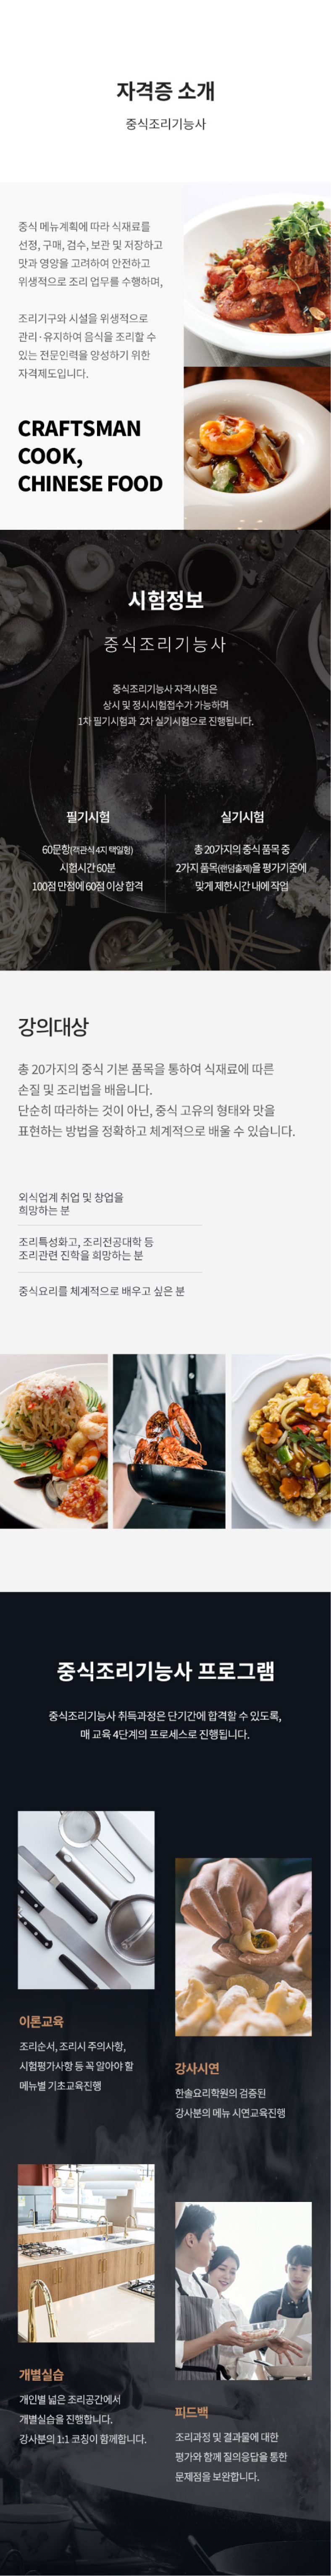 자격증 소개
중식조리기능사
중식 메뉴계획에 따라 식재료를
선정, 구매, 검수, 보관 및 저장하고
맛과 영양을 고려하여 안전하고
위생적으로 조리 업무를 수행하며,
조리기구와 시설을 위생적으로
관리·유지하여 음식을 조리할 수
있는 전문인력을 양성하기 위한
자격제도입니다.
CRAFTSMAN
COOK,
CHINESE FOOD
시험정보
중식조리기능사
중식조리기능사 자격시험은
상시 및 정시시험접수가 가능하며
1차 필기시험과 2차 실기시험으로 진행됩니다.
필기시험
60문항(객관식 4지 택일형)
시험시간 60분
100점 만점에 60점 이상 합격
실기시험
총 20가지의 중식 품목 중
2가지 품목(랜덤출제)을 평가기준에
맞게 제한시간 내에 작업
강의대상
총 20가지의 중식 기본 품목을 통하여 식재료에 따른
손질 및 조리법을 배웁니다.
단순히 따라하는 것이 아닌, 중식 고유의 형태와 맛을
표현하는 방법을 정확하고 체계적으로 배울 수 있습니다.
외식업계 취업 및 창업을
희망하는 분
조리특성화고, 조리전공대학 등
조리관련 진학을 희망하는 분
중식요리를 체계적으로 배우고 싶은 분
중식조리기능사 프로그램
중식조리기능사 취득과정은 단기간에 합격할 수 있도록,
매 교육 4단계의 프로세스로 진행됩니다.
이론교육
조리순서, 조리시 주의사항,
시험평가사항 등 꼭 알아야 할
메뉴별 기초교육진행
강사시연
한솔요리학원의 검증된
강사분의 메뉴 시연교육진행
개별실습
개인별 넓은 조리공간에서
개별실습을 진행합니다.
강사분의 1:1 코칭이 함께합니다.
피드백
조리과정 및 결과물에 대한
평가와 함께 질의응답을 통한
문제점을 보완합니다.